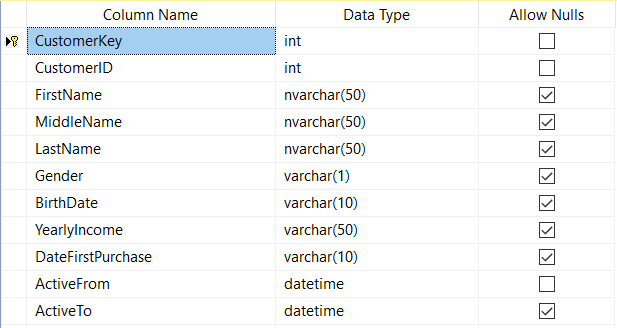 Column Name Data Type Allow Nulls
CustomerKey int
CustomerID int
FirstName nvarchar(50)
MiddleName nvarchar(50)
LastName nvarchar(50)
Gender varchar(1)
BirthDate varchar(10)
YearlyIncome varchar(50)
DateFirstPurchase varchar(10)
ActiveFrom datetime
ActiveTo datetime